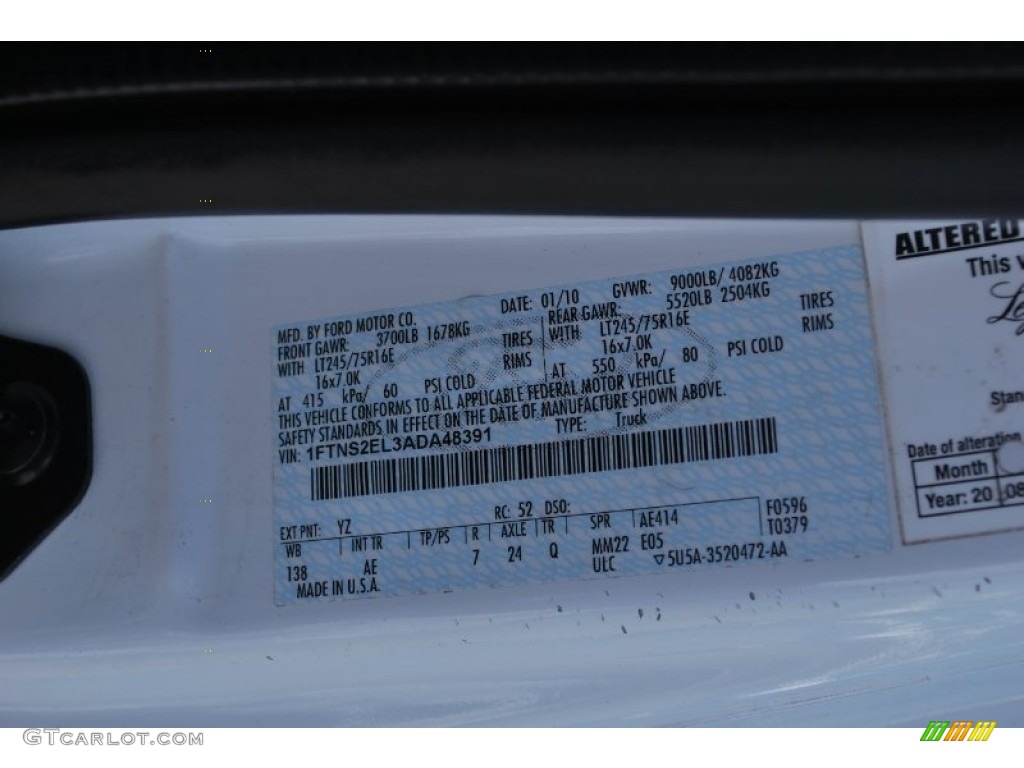 MFD. BY FORD MOTOR CO. DATE: 01/10 GVWR: 9000LB/ 4082KG
FRONT GAWR: 3700LB 1678KG REAR GAWR: 5520LB 2504KG
WITH LT245/75R16E TIRES WITH LT245/75R16E TIRES
16x7.0K RIMS 16x7.0K RIMS
AT 415 kPa/ 60 PSI COLD AT 550 kPa/ 80 PSI COLD
THIS VEHICLE CONFORMS TO ALL APPLICABLE FEDERAL MOTOR VEHICLE
SAFETY STANDARDS IN EFFECT ON THE DATE OF MANUFACTURE SHOWN ABOVE.
VIN: 1FTNS2EL3ADA48391 TYPE: Truck
EXT PNT: YZ RC: 52 DSO: F0596
WB INT TR TP/PS R AXLE TR SPR AE414 T0379
138 AE 7 24 Q MM22 E05
MADE IN U.S.A. ULC ▽5U5A-3520472-AA
ALTERED
This
Date of alteration
Month
Year: 20 08
GTCarLot.com